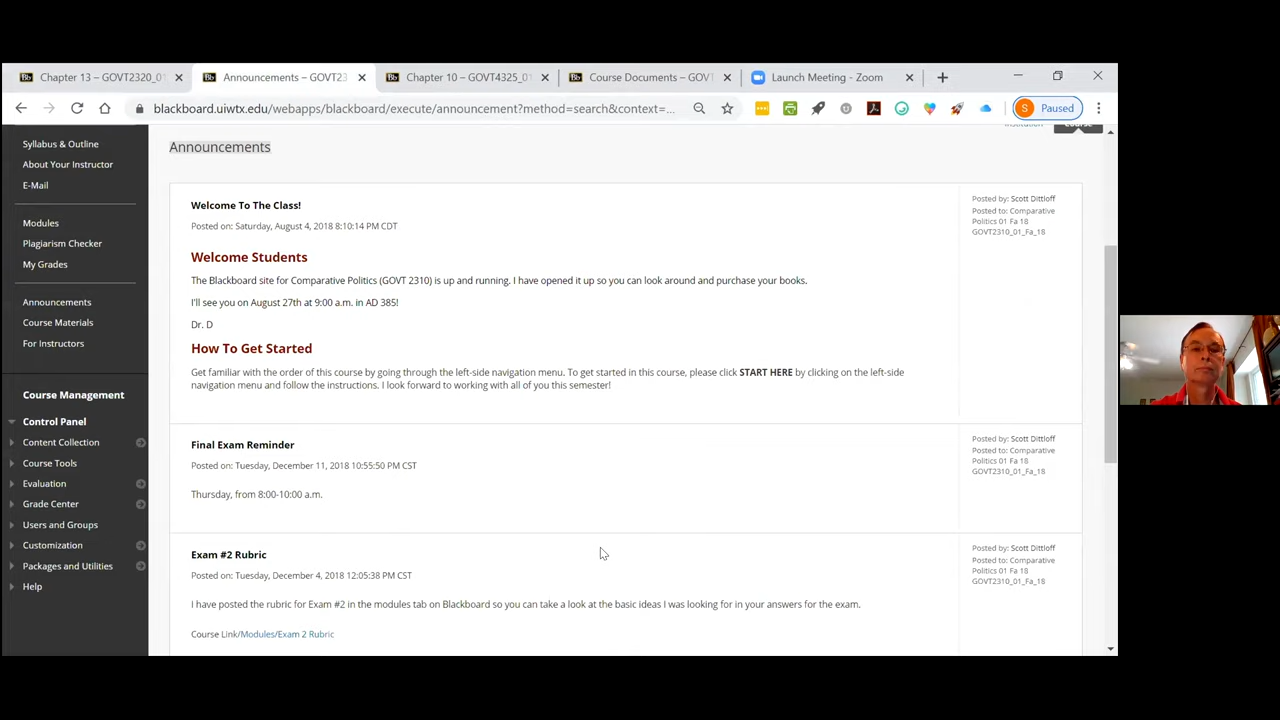 Chapter 13 – GOVT2320_01
Announcements – GOVT23
Chapter 10 – GOVT4325_01
Course Documents – GOVT
Launch Meeting - Zoom
blackboard.uiwtx.edu/webapps/blackboard/execute/announcement?method=search&context=...
S Paused
Syllabus & Outline
About Your Instructor
E-Mail
Modules
Plagiarism Checker
My Grades
Announcements
Course Materials
For Instructors
Course Management
Control Panel
Content Collection
Course Tools
Evaluation
Grade Center
Users and Groups
Customization
Packages and Utilities
Help
Announcements
Welcome To The Class!
Posted on: Saturday, August 4, 2018 8:10:14 PM CDT
Welcome Students
The Blackboard site for Comparative Politics (GOVT 2310) is up and running. I have opened it up so you can look around and purchase your books.
I'll see you on August 27th at 9:00 a.m. in AD 385!
Dr. D
How To Get Started
Get familiar with the order of this course by going through the left-side navigation menu. To get started in this course, please click START HERE by clicking on the left-side
navigation menu and follow the instructions. I look forward to working with all of you this semester!
Posted by: Scott Dittloff
Posted to: Comparative
Politics 01 Fa 18
GOVT2310_01_Fa_18
Final Exam Reminder
Posted on: Tuesday, December 11, 2018 10:55:50 PM CST
Thursday, from 8:00-10:00 a.m.
Posted by: Scott Dittloff
Posted to: Comparative
Politics 01 Fa 18
GOVT2310_01_Fa_18
Exam #2 Rubric
Posted on: Tuesday, December 4, 2018 12:05:38 PM CST
I have posted the rubric for Exam #2 in the modules tab on Blackboard so you can take a look at the basic ideas I was looking for in your answers for the exam.
Course Link/Modules/Exam 2 Rubric
Posted by: Scott Dittloff
Posted to: Comparative
Politics 01 Fa 18
GOVT2310_01_Fa_18